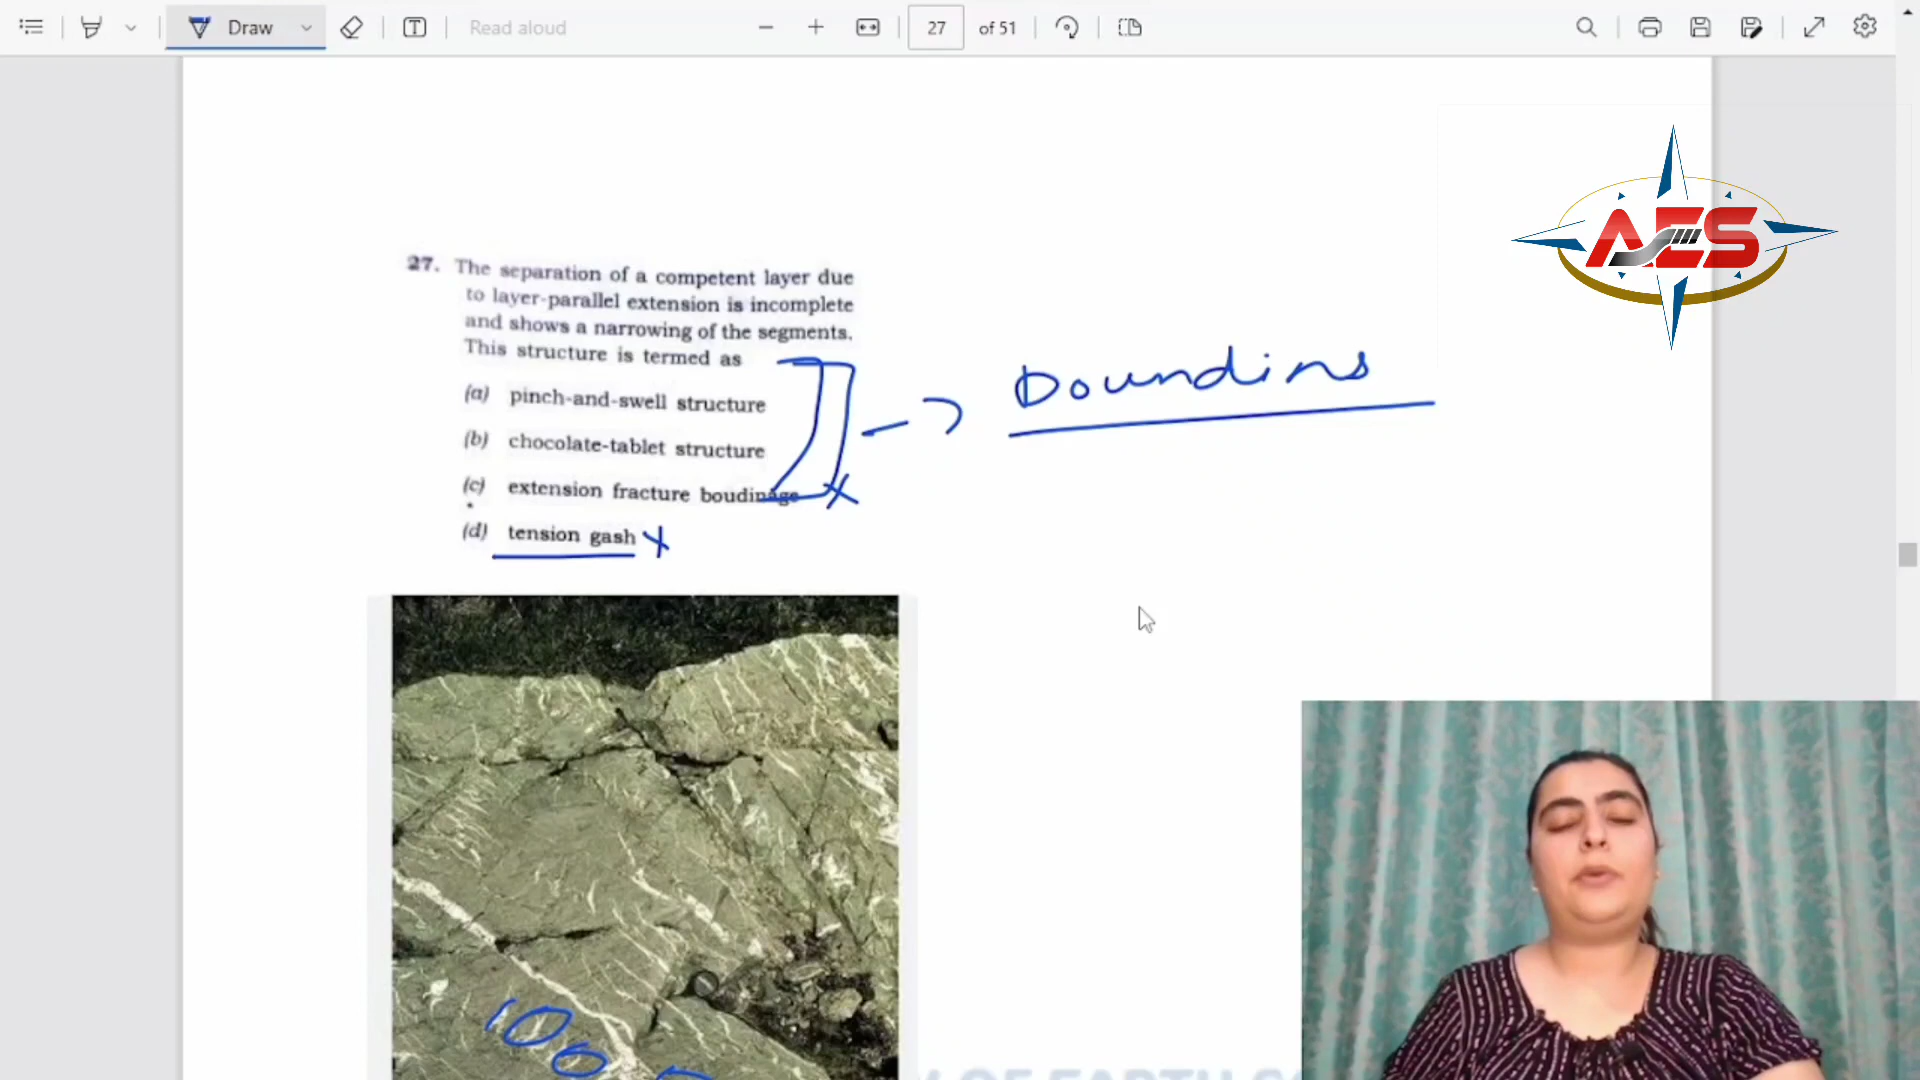 Draw
Read aloud
27
of 51
AES
27. The separation of a competent layer due
to layer-parallel extension is incomplete
and shows a narrowing of the segments.
This structure is termed as
(a) pinch-and-swell structure
(b) chocolate-tablet structure
(c) extension fracture boudinage
(d) tension gash